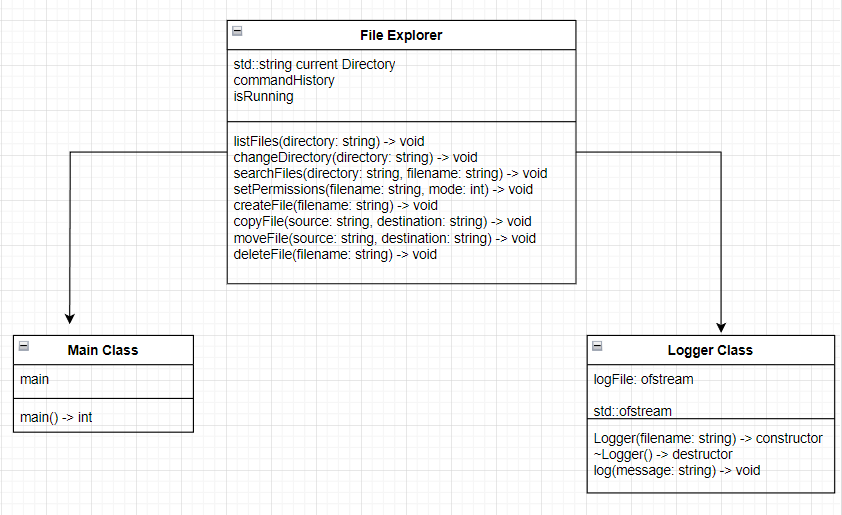 File Explorer
std::string current Directory
commandHistory
isRunning
listFiles(directory: string) -> void
changeDirectory(directory: string) -> void
searchFiles(directory: string, filename: string) -> void
setPermissions(filename: string, mode: int) -> void
createFile(filename: string) -> void
copyFile(source: string, destination: string) -> void
moveFile(source: string, destination: string) -> void
deleteFile(filename: string) -> void
Main Class
main
main() -> int
Logger Class
logFile: ofstream
std::ofstream
Logger(filename: string) -> constructor
~Logger() -> destructor
log(message: string) -> void